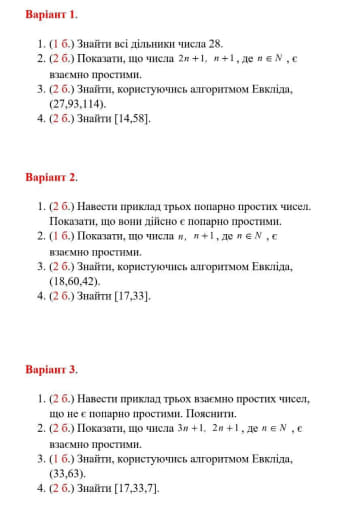 Варіант 1.
1. (1 б.) Знайти всі дільники числа 28.
2. (2 б.) Показати, що числа 2n+1, n+1, де n ∈ N , є
взаємно простими.
3. (2 б.) Знайти, користуючись алгоритмом Евкліда,
(27,93,114).
4. (2 б.) Знайти [14,58].
Варіант 2.
1. (2 б.) Навести приклад трьох попарно простих чисел.
Показати, що вони дійсно є попарно простими.
2. (1 б.) Показати, що числа n, n+1, де n ∈ N , є
взаємно простими.
3. (2 б.) Знайти, користуючись алгоритмом Евкліда,
(18,60,42).
4. (2 б.) Знайти [17,33].
Варіант 3.
1. (2 б.) Навести приклад трьох взаємно простих чисел,
що не є попарно простими. Пояснити.
2. (2 б.) Показати, що числа 3n+1, 2n+1, де n ∈ N , є
взаємно простими.
3. (1 б.) Знайти, користуючись алгоритмом Евкліда,
(33,63).
4. (2 б.) Знайти [17,33,7].